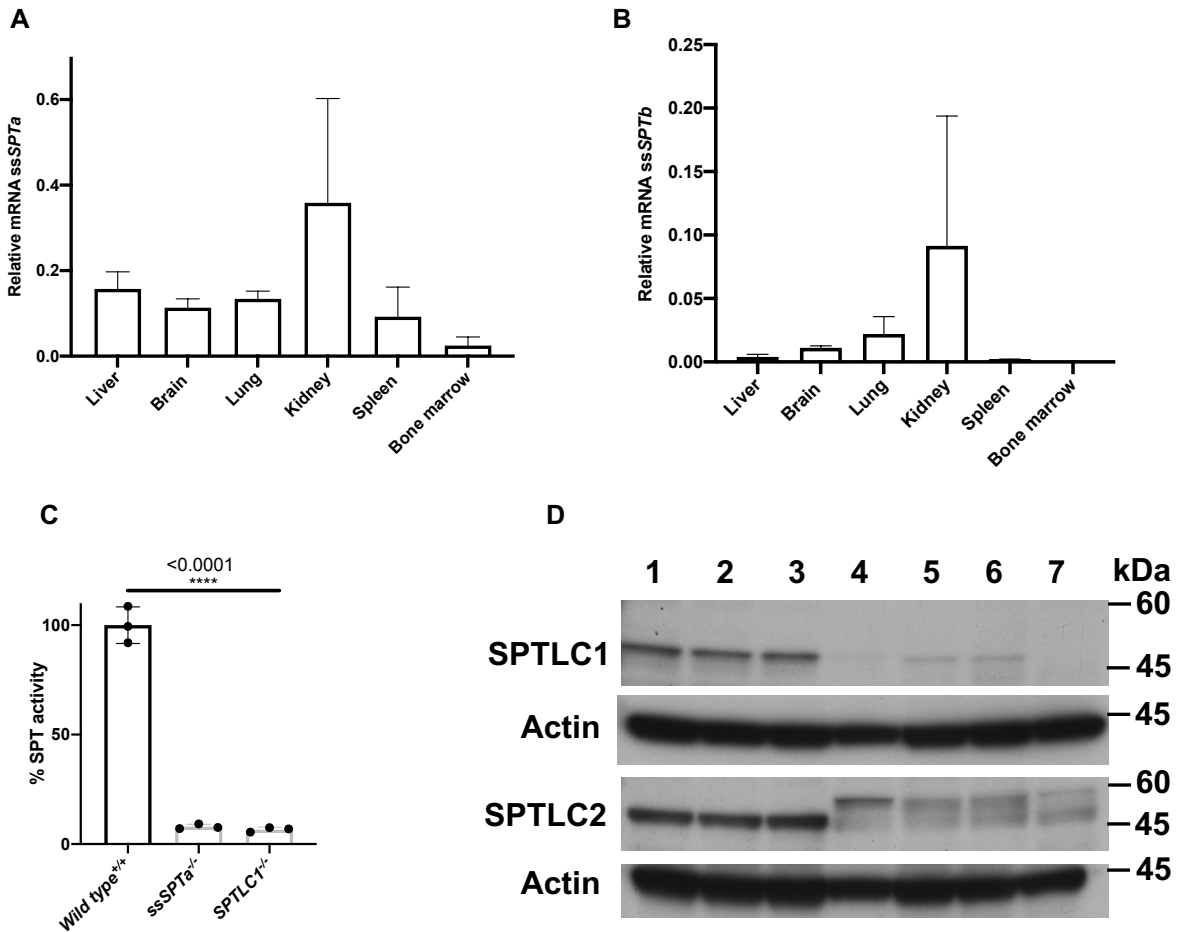 A
Relative mRNA ssSPTa
0.6
0.4
0.2
0.0
Liver
Brain
Lung
Kidney
Spleen
Bone marrow
B
Relative mRNA ssSPTb
0.25
0.20
0.15
0.10
0.05
0.00
Liver
Brain
Lung
Kidney
Spleen
Bone marrow
C
<0.0001
****
% SPT activity
100
50
0
Wild type+/+
ssSPTa-/-
SPTLC1-/-
D
1 2 3 4 5 6 7 kDa
60
SPTLC1
45
45
Actin
60
SPTLC2
45
45
Actin